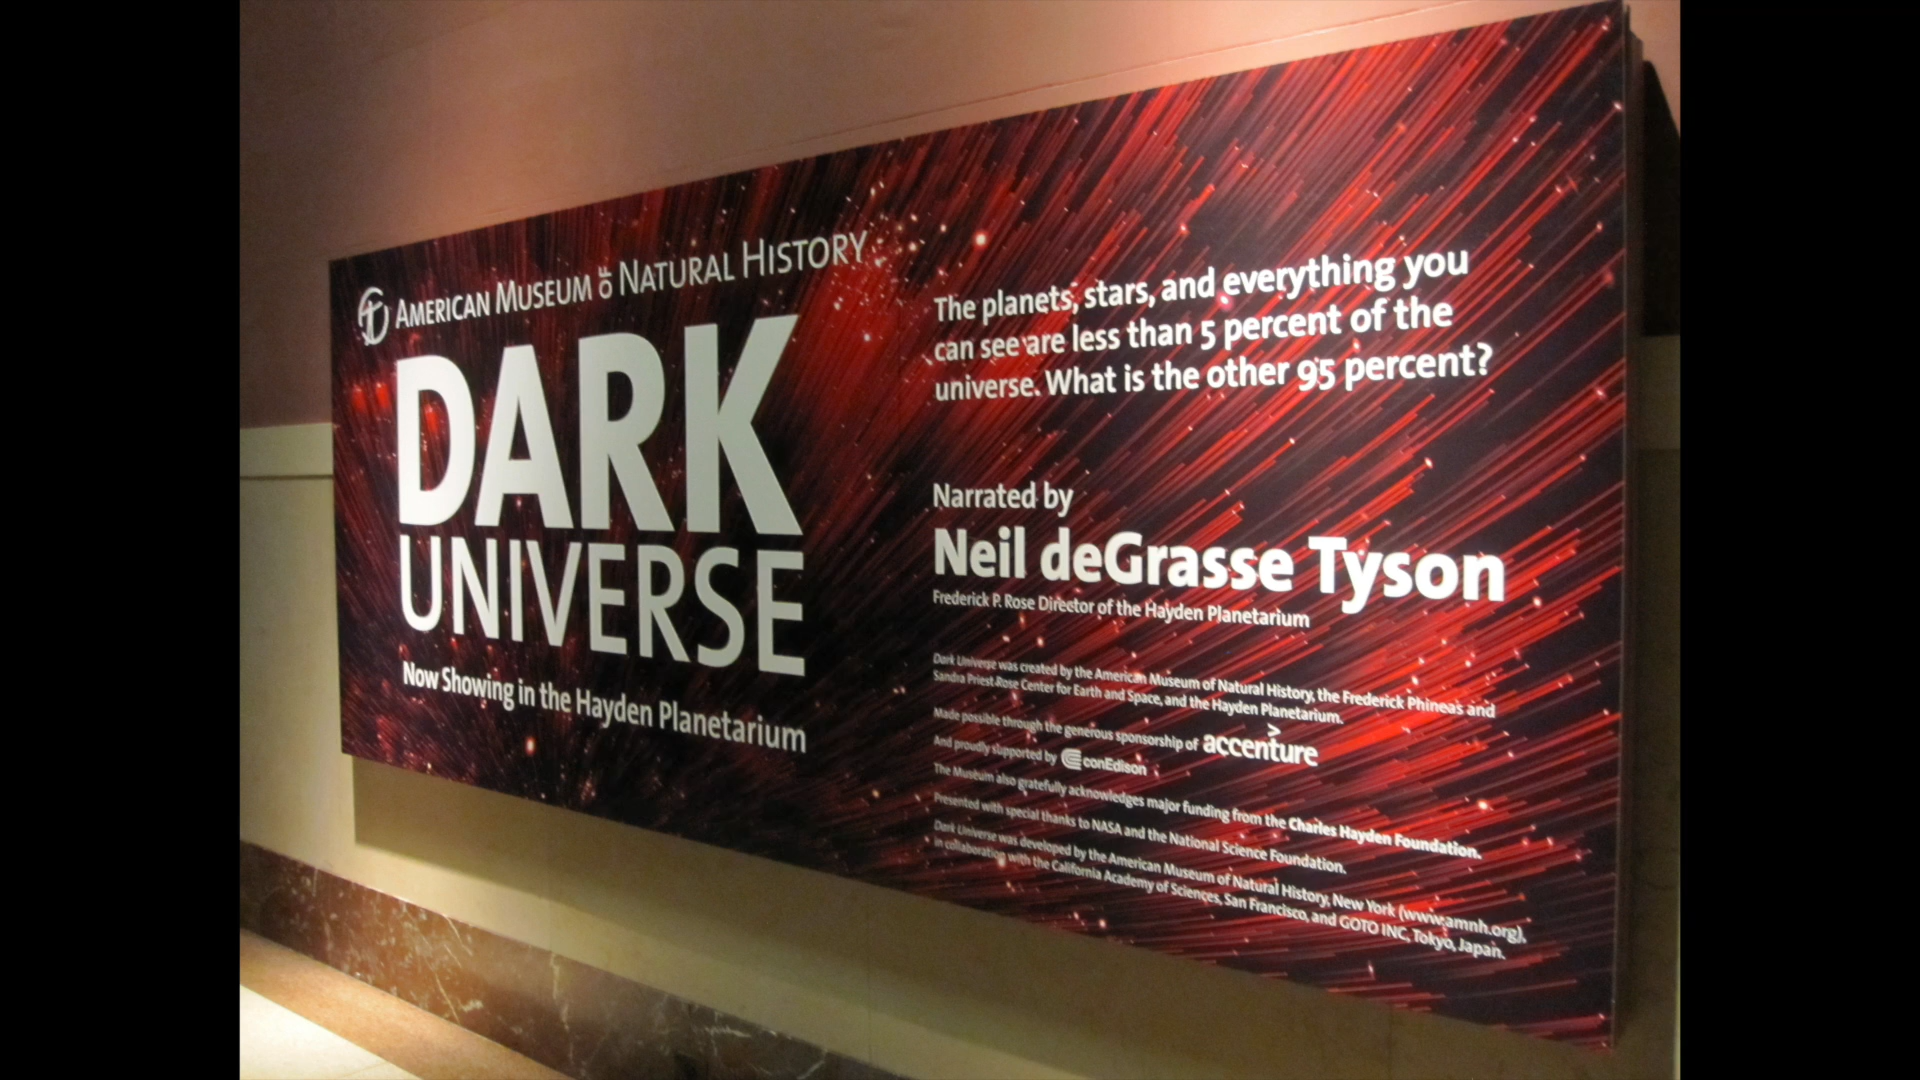 AMERICAN MUSEUM OF NATURAL HISTORY
DARK
UNIVERSE
Now Showing in the Hayden Planetarium
The planets, stars, and everything you
can see are less than 5 percent of the
universe. What is the other 95 percent?
Narrated by
Neil deGrasse Tyson
Frederick P. Rose Director of the Hayden Planetarium
Dark Universe was created by the American Museum of Natural History, the Frederick Phineas and
Sandra Priest Rose Center for Earth and Space, and the Hayden Planetarium.
Made possible through the generous sponsorship of accenture
And proudly supported by conEdison
The Museum also gratefully acknowledges major funding from the Charles Hayden Foundation.
Presented with special thanks to NASA and the National Science Foundation.
Dark Universe was developed by the American Museum of Natural History, New York (www.amnh.org),
in collaboration with the California Academy of Sciences, San Francisco, and GOTO INC, Tokyo, Japan.